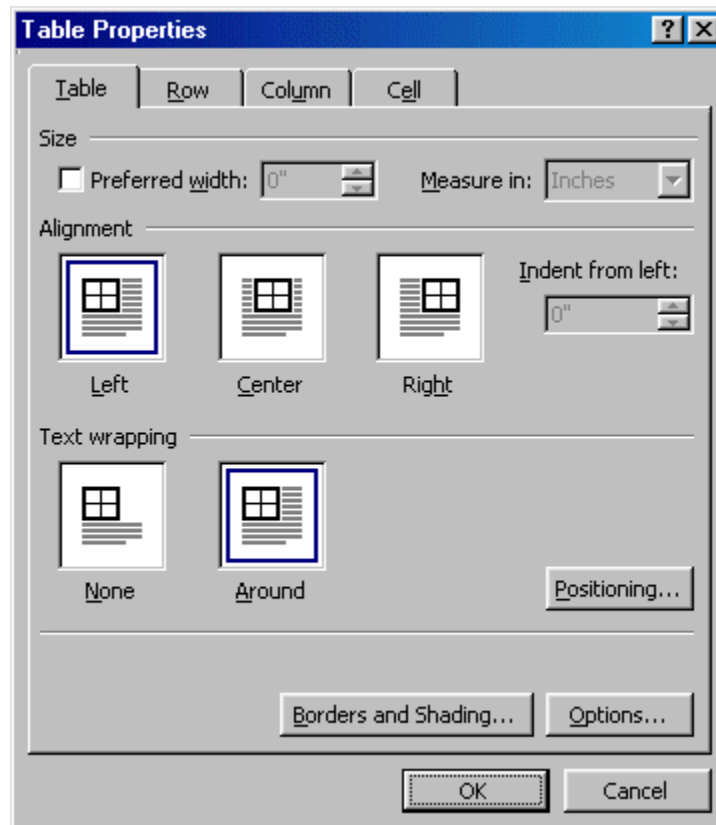 Table Properties
Table Row Column Cell
Size
Preferred width: 0" Measure in: Inches
Alignment
Indent from left:
0"
Left Center Right
Text wrapping
None Around
Positioning...
Borders and Shading... Options...
OK Cancel